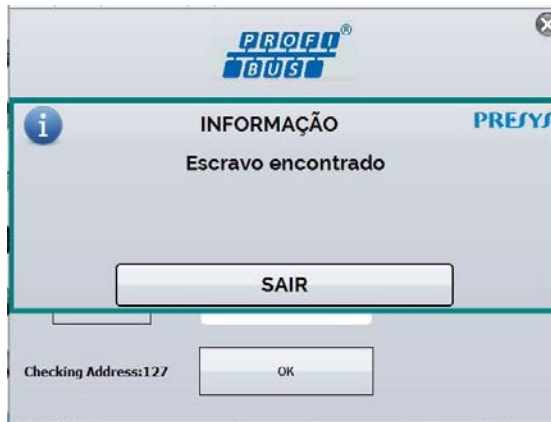 PROFI®
BUS
INFORMAÇÃO
PRESYS
Escravo encontrado
SAIR
Checking Address:127
OK